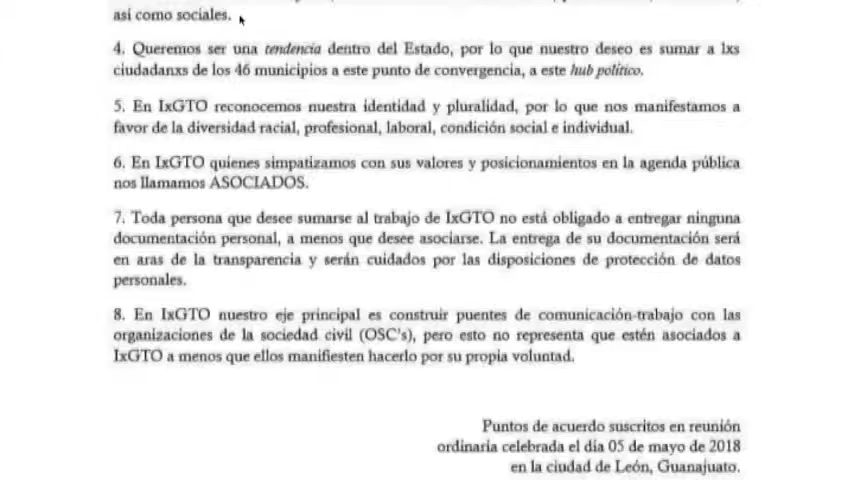 así como sociales.
4. Queremos ser una tendencia dentro del Estado, por lo que nuestro deseo es sumar a lxs
ciudadanxs de los 46 municipios a este punto de convergencia, a este hub político.
5. En IxGTO reconocemos nuestra identidad y pluralidad, por lo que nos manifestamos a
favor de la diversidad racial, profesional, laboral, condición social e individual.
6. En IxGTO quienes simpatizamos con sus valores y posicionamientos en la agenda pública
nos llamamos ASOCIADOS.
7. Toda persona que desee sumarse al trabajo de IxGTO no está obligado a entregar ninguna
documentación personal, a menos que desee asociarse. La entrega de su documentación será
en aras de la transparencia y serán cuidados por las disposiciones de protección de datos
personales.
8. En IxGTO nuestro eje principal es construir puentes de comunicación-trabajo con las
organizaciones de la sociedad civil (OSC's), pero esto no representa que estén asociados a
IxGTO a menos que ellos manifiesten hacerlo por su propia voluntad.
Puntos de acuerdo suscritos en reunión
ordinaria celebrada el día 05 de mayo de 2018
en la ciudad de León, Guanajuato.